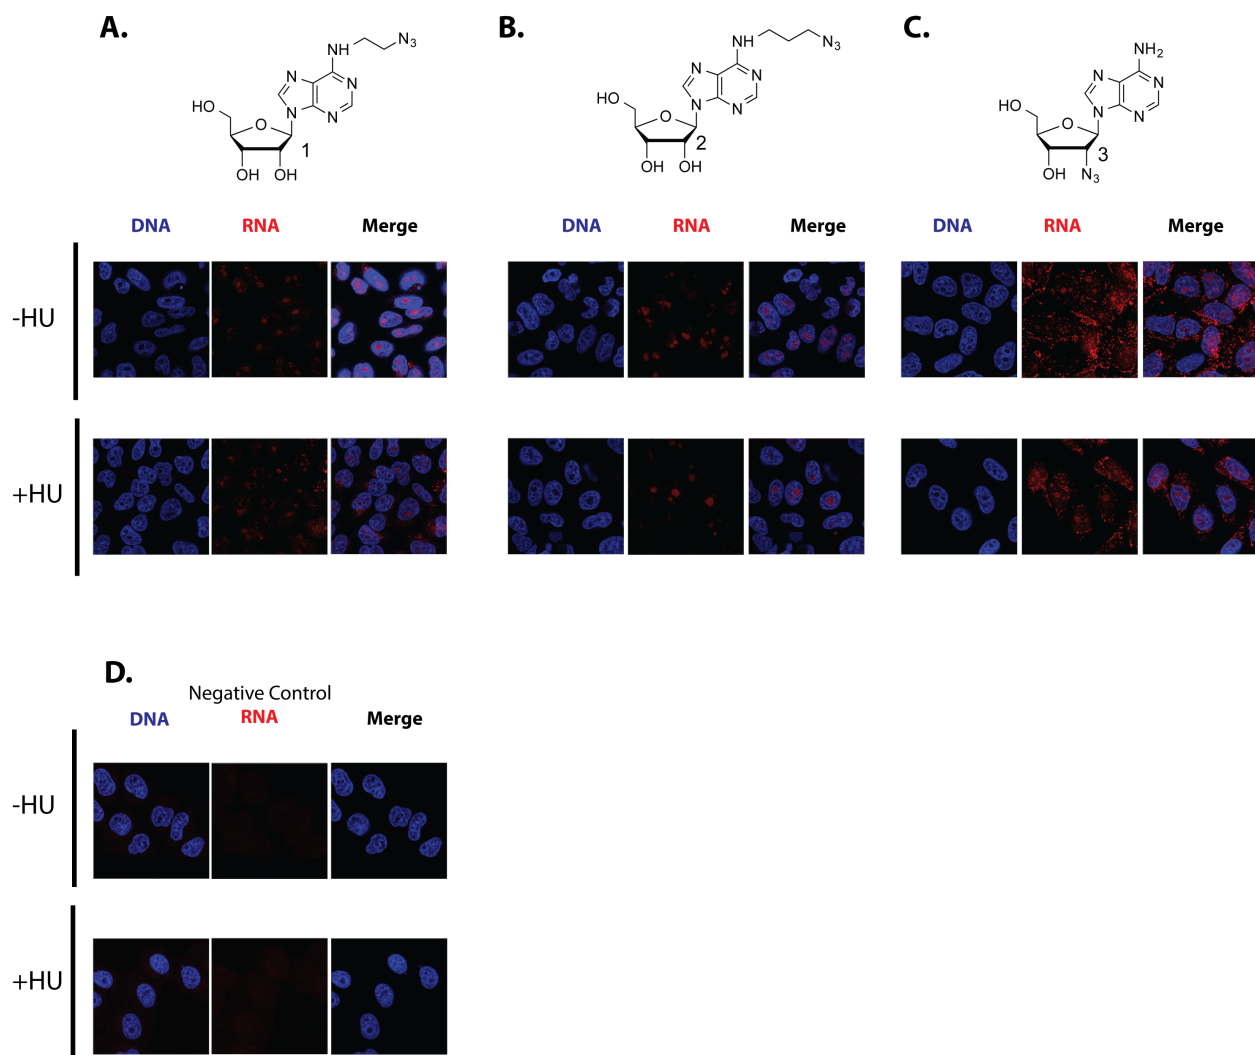 A.
B.
C.
NH
N3
N
N
N
N
HO
O
OH
OH
1
NH
N3
N
N
N
N
HO
O
OH
OH
2
NH2
N
N
N
N
HO
O
OH
N3
3
DNA RNA Merge
DNA RNA Merge
DNA RNA Merge
-HU
+HU
D.
Negative Control
DNA RNA Merge
-HU
+HU